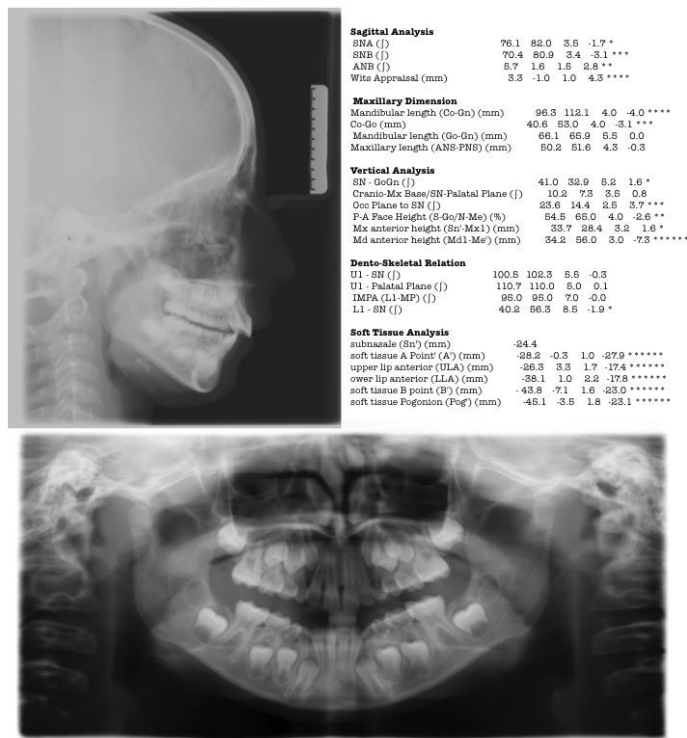 Sagittal Analysis
SNA (ʃ) 76.1 82.0 3.5 -1.7 *
SNB (ʃ) 70.4 80.9 3.4 -3.1 ***
ANB (ʃ) 5.7 1.6 1.5 2.8 **
Wits Appraisal (mm) 3.3 -1.0 1.0 4.3 ****
Maxillary Dimension
Mandibular length (Co-Gn) (mm) 96.3 112.1 4.0 -4.0 ****
Co-Go (mm) 40.6 53.0 4.0 -3.1 ***
Mandibular length (Go-Gn) (mm) 66.1 65.9 5.5 0.0
Maxillary length (ANS-PNS) (mm) 50.2 51.6 4.3 -0.3
Vertical Analysis
SN - GoGn (ʃ) 41.0 32.9 5.2 1.6 *
Cranio-Mx Base/SN-Palatal Plane (ʃ) 10.2 7.3 3.5 0.8
Occ Plane to SN (ʃ) 23.6 14.4 2.5 3.7 ***
P-A Face Height (S-Go/N-Me) (%) 54.5 65.0 4.0 -2.6 **
Mx anterior height (Sn'-Mx1) (mm) 33.7 28.4 3.2 1.6 *
Md anterior height (Md1-Me') (mm) 34.2 56.0 3.0 -7.3 ******
Dento-Skeletal Relation
U1 - SN (ʃ) 100.5 102.3 5.5 -0.3
U1 - Palatal Plane (ʃ) 110.7 110.0 5.0 0.1
IMPA (L1-MP) (ʃ) 95.0 95.0 7.0 -0.0
L1 - SN (ʃ) 40.2 56.3 8.5 -1.9 *
Soft Tissue Analysis
subnasale (Sn') (mm) -24.4
soft tissue A Point' (A') (mm) -28.2 -0.3 1.0 -27.9 ******
upper lip anterior (ULA) (mm) -26.3 3.3 1.7 -17.4 ******
ower lip anterior (LLA) (mm) -38.1 1.0 2.2 -17.8 ******
soft tissue B point (B') (mm) -43.8 -7.1 1.6 -23.0 ******
soft tissue Pogonion (Pog') (mm) -45.1 -3.5 1.8 -23.1 ******